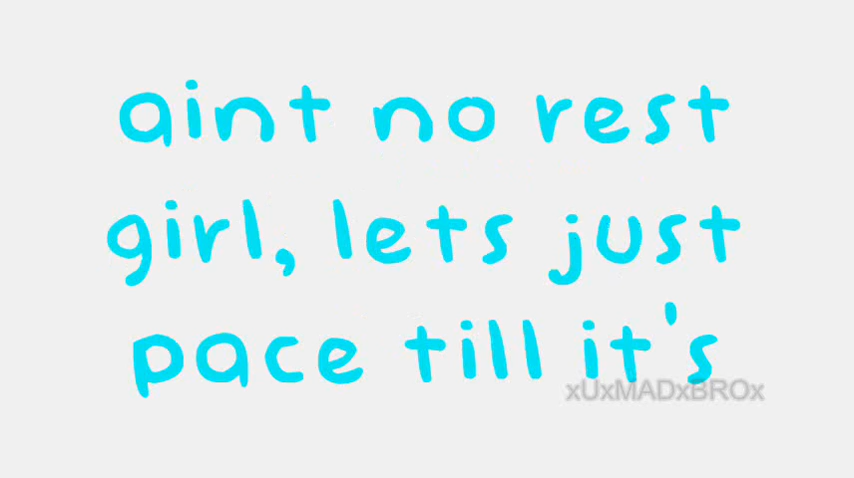 aint no rest
girl, lets just
pace till it's
xUxMADxBROx